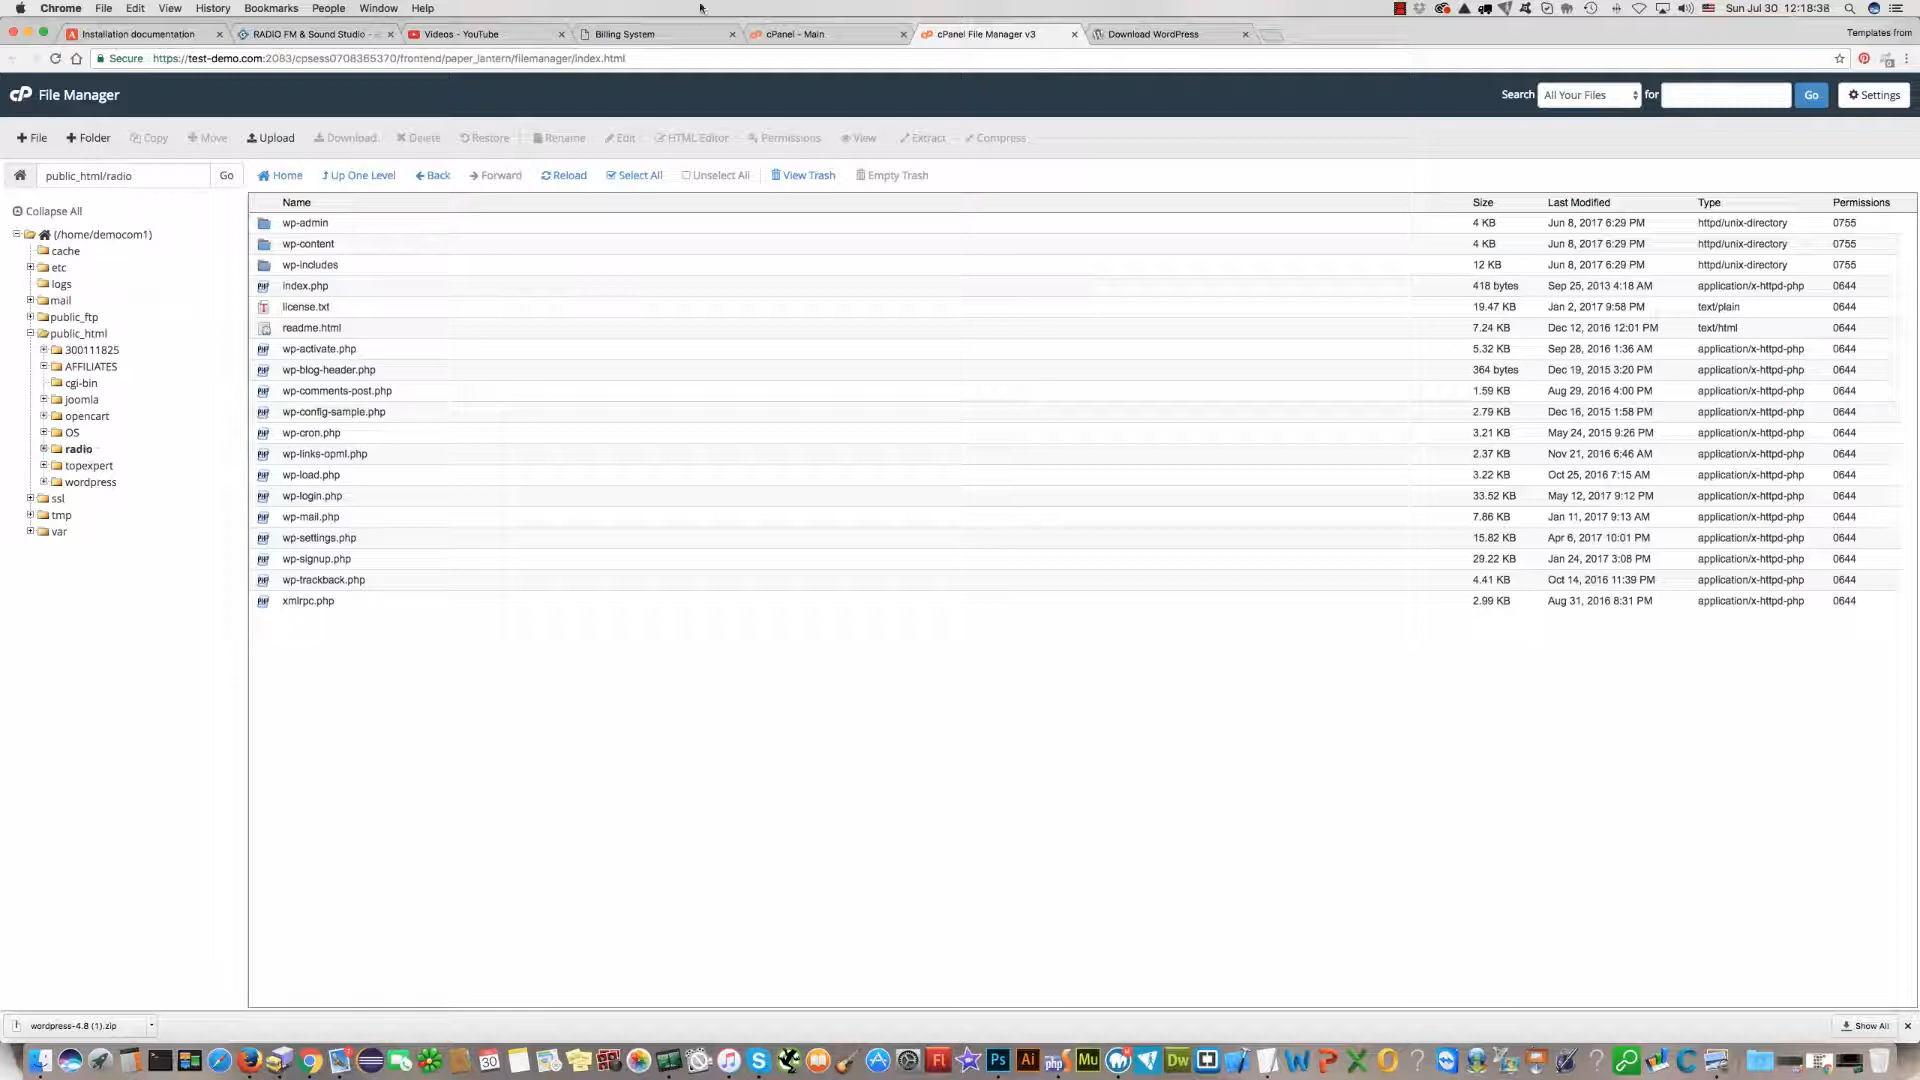 Chrome File Edit View History Bookmarks People Window Help Sun Jul 30 12:18:38
Installation documentation RADIO FM & Sound Studio - Videos - YouTube Billing System cPanel - Main cPanel File Manager v3 Download WordPress Templates from
Secure https://test-demo.com:2083/cpsess0708365370/frontend/paper_lantern/filemanager/index.html
cP File Manager Search All Your Files for Go Settings
File Folder Copy Move Upload Download Delete Restore Rename Edit HTML Editor Permissions View Extract Compress
public_html/radio Go Home Up One Level Back Forward Reload Select All Unselect All View Trash Empty Trash
Collapse All
(/home/democom1)
cache
etc
logs
mail
public_ftp
public_html
300111825
AFFILIATES
cgi-bin
joomla
opencart
OS
radio
topexpert
wordpress
ssl
tmp
var
Name Size Last Modified Type Permissions
wp-admin 4 KB Jun 8, 2017 6:29 PM httpd/unix-directory 0755
wp-content 4 KB Jun 8, 2017 6:29 PM httpd/unix-directory 0755
wp-includes 12 KB Jun 8, 2017 6:29 PM httpd/unix-directory 0755
index.php 418 bytes Sep 25, 2013 4:18 AM application/x-httpd-php 0644
license.txt 19.47 KB Jan 2, 2017 9:58 PM text/plain 0644
readme.html 7.24 KB Dec 12, 2016 12:01 PM text/html 0644
wp-activate.php 5.32 KB Sep 28, 2016 1:36 AM application/x-httpd-php 0644
wp-blog-header.php 364 bytes Dec 19, 2015 3:20 PM application/x-httpd-php 0644
wp-comments-post.php 1.59 KB Aug 29, 2016 4:00 PM application/x-httpd-php 0644
wp-config-sample.php 2.79 KB Dec 16, 2015 1:58 PM application/x-httpd-php 0644
wp-cron.php 3.21 KB May 24, 2015 9:26 PM application/x-httpd-php 0644
wp-links-opml.php 2.37 KB Nov 21, 2016 6:46 AM application/x-httpd-php 0644
wp-load.php 3.22 KB Oct 25, 2016 7:15 AM application/x-httpd-php 0644
wp-login.php 33.52 KB May 12, 2017 9:12 PM application/x-httpd-php 0644
wp-mail.php 7.86 KB Jan 11, 2017 9:13 AM application/x-httpd-php 0644
wp-settings.php 15.82 KB Apr 6, 2017 10:01 PM application/x-httpd-php 0644
wp-signup.php 29.22 KB Jan 24, 2017 3:08 PM application/x-httpd-php 0644
wp-trackback.php 4.41 KB Oct 14, 2016 11:39 PM application/x-httpd-php 0644
xmlrpc.php 2.99 KB Aug 31, 2016 8:31 PM application/x-httpd-php 0644
wordpress-4.8 (1).zip Show All
30 Fl Ps Ai php Mu Dw